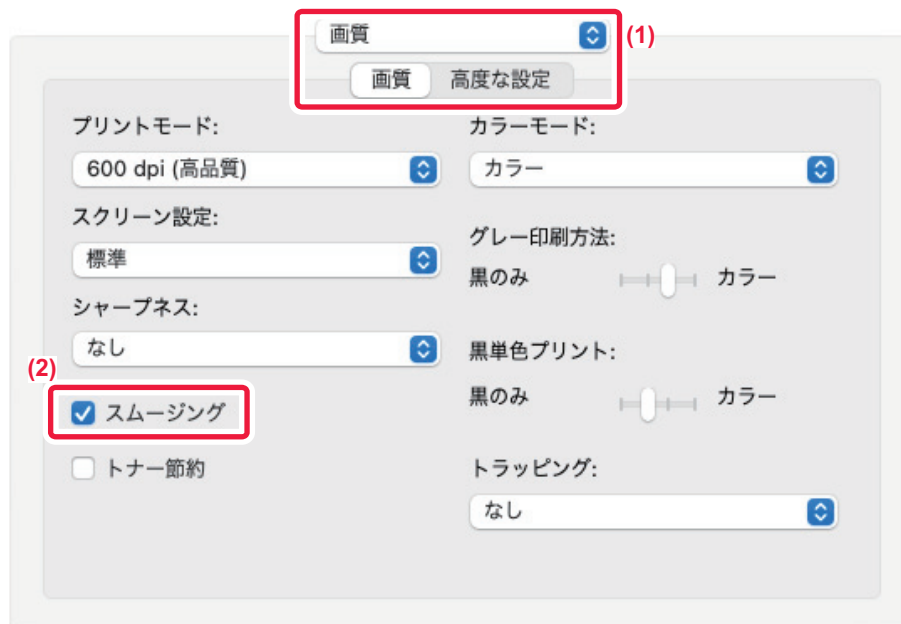 画質
(1)
画質 高度な設定
プリントモード:
600 dpi (高品質)
スクリーン設定:
標準
シャープネス:
なし
(2)
スムージング
トナー節約
カラーモード:
カラー
グレー印刷方法:
黒のみ カラー
黒単色プリント:
黒のみ カラー
トラッピング:
なし